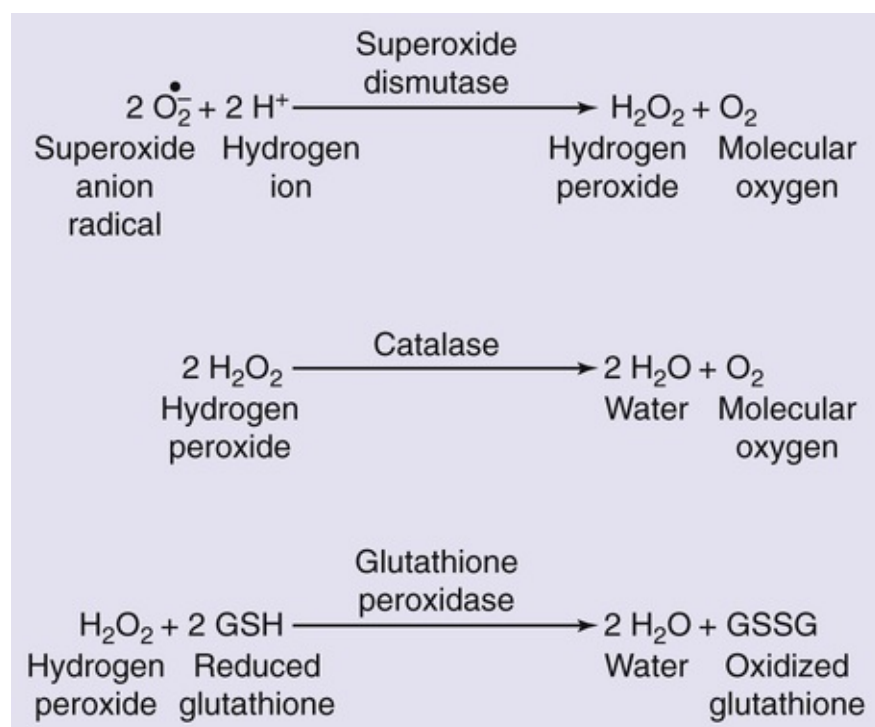 Superoxide
dismutase
2 O₂•̄ + 2 H⁺ → H₂O₂ + O₂
Superoxide Hydrogen Hydrogen Molecular
anion ion peroxide oxygen
radical
Catalase
2 H₂O₂ → 2 H₂O + O₂
Hydrogen Water Molecular
peroxide oxygen
Glutathione
peroxidase
H₂O₂ + 2 GSH → 2 H₂O + GSSG
Hydrogen Reduced Water Oxidized
peroxide glutathione glutathione